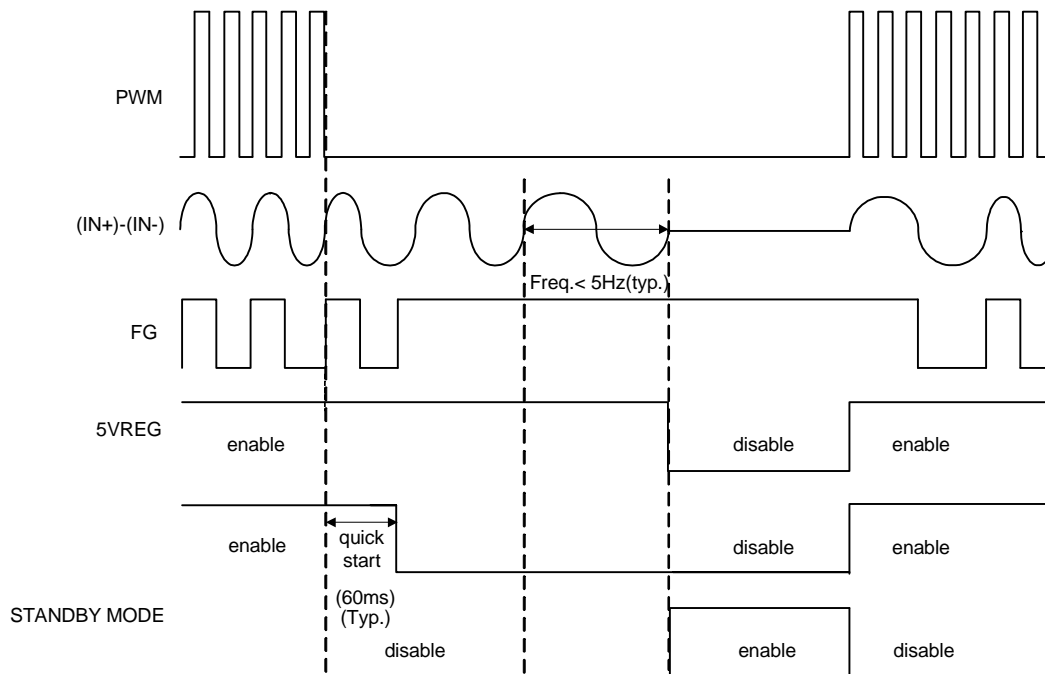 PWM
(IN+)-(IN-)
Freq.< 5Hz(typ.)
FG
5VREG
enable
disable
enable
enable
quick
start
disable
enable
(60ms)
(Typ.)
STANDBY MODE
disable
enable
disable